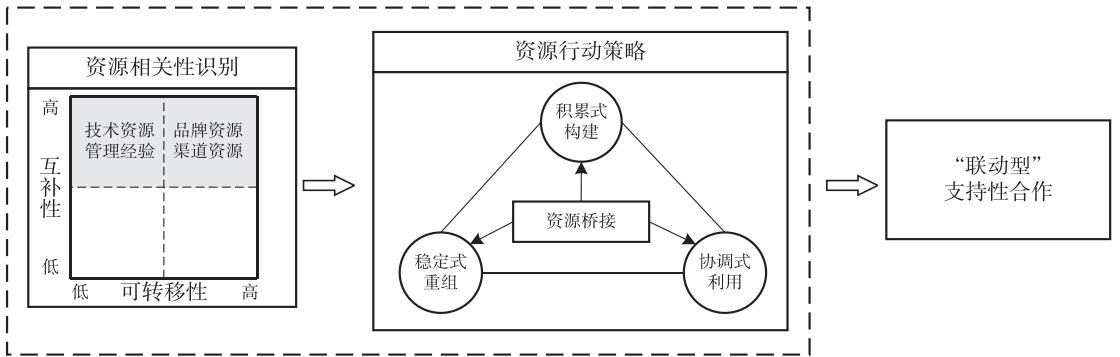 资源相关性识别
高
技术资源
管理经验
品牌资源
渠道资源
互补性
低
低
可转移性
高
资源行动策略
积累式
构建
资源桥接
稳定式
重组
协调式
利用
“联动型”
支持性合作